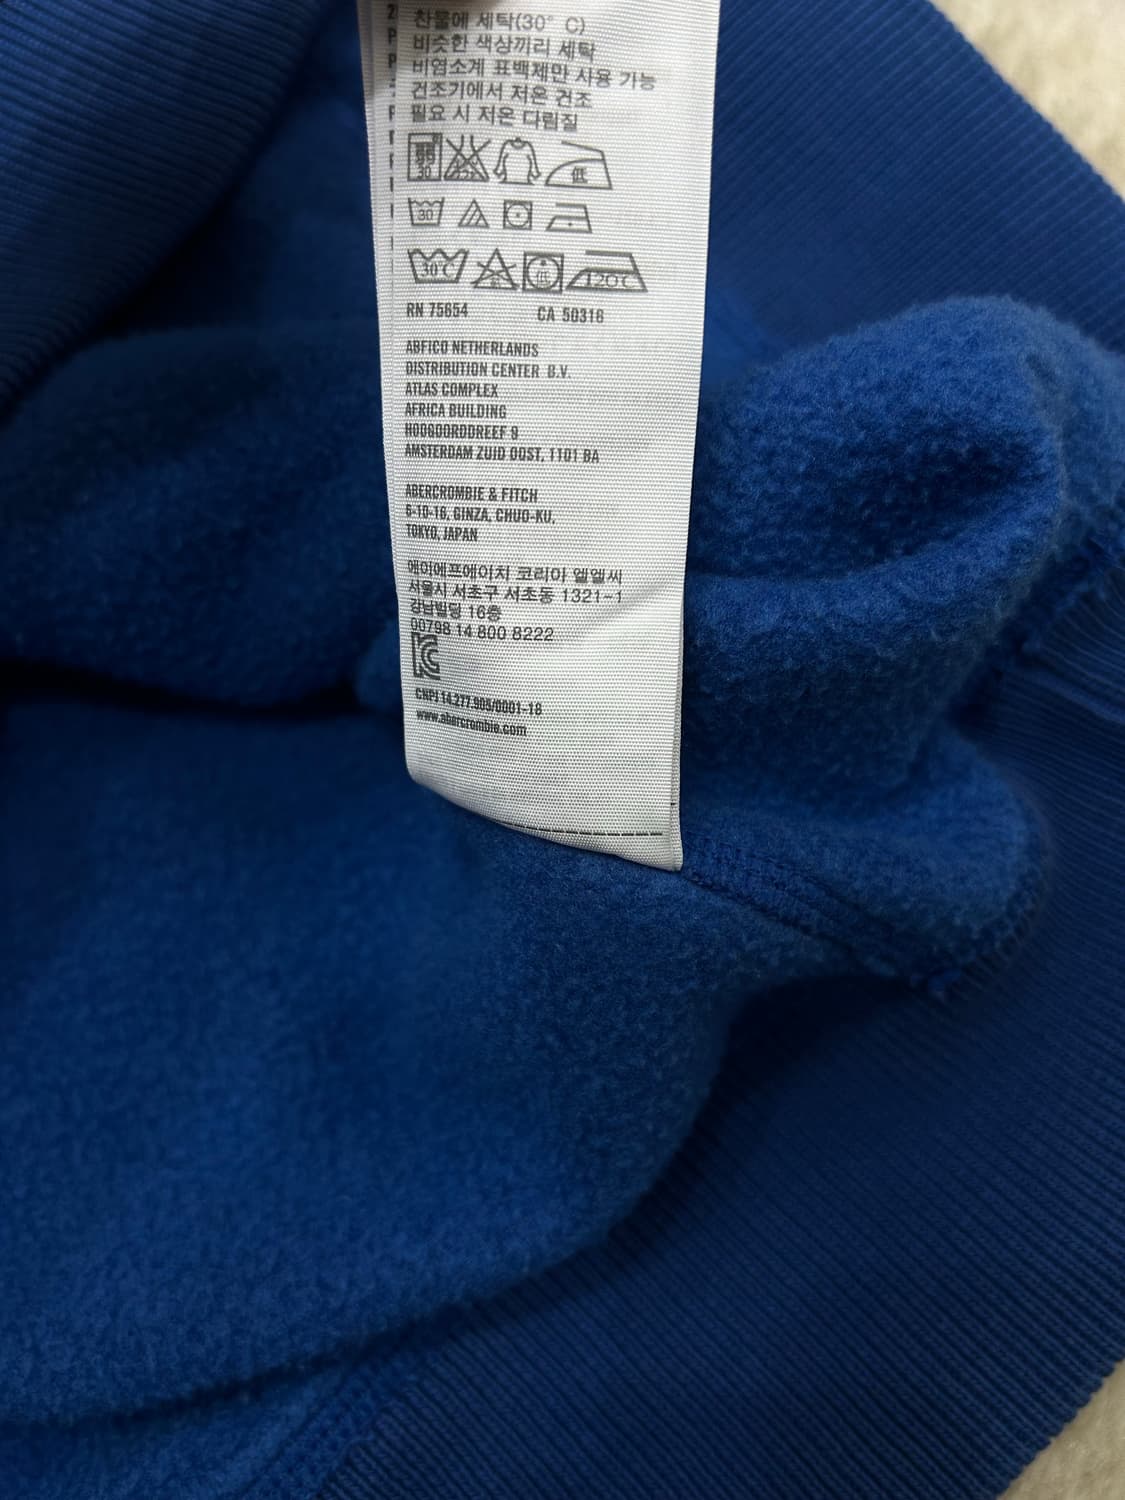 찬물에 세탁(30° C)
비슷한 색상끼리 세탁
비염소계 표백제만 사용 가능
건조기에서 저온 건조
필요 시 저온 다림질
30 低
30
30°C 低 120°C
RN 75654 CA 50316
ABFICO NETHERLANDS
DISTRIBUTION CENTER B.V.
ATLAS COMPLEX
AFRICA BUILDING
HOOGOORDDREEF 9
AMSTERDAM ZUID OOST, 1101 BA
ABERCROMBIE & FITCH
6-10-16, GINZA, CHUO-KU,
TOKYO, JAPAN
에이에프에이치 코리아 엘엘씨
서울시 서초구 서초동 1321-1
강남빌딩 16층
00798 14 800 8222
CNPJ 14.277.905/0001-18
www.abercrombie.com